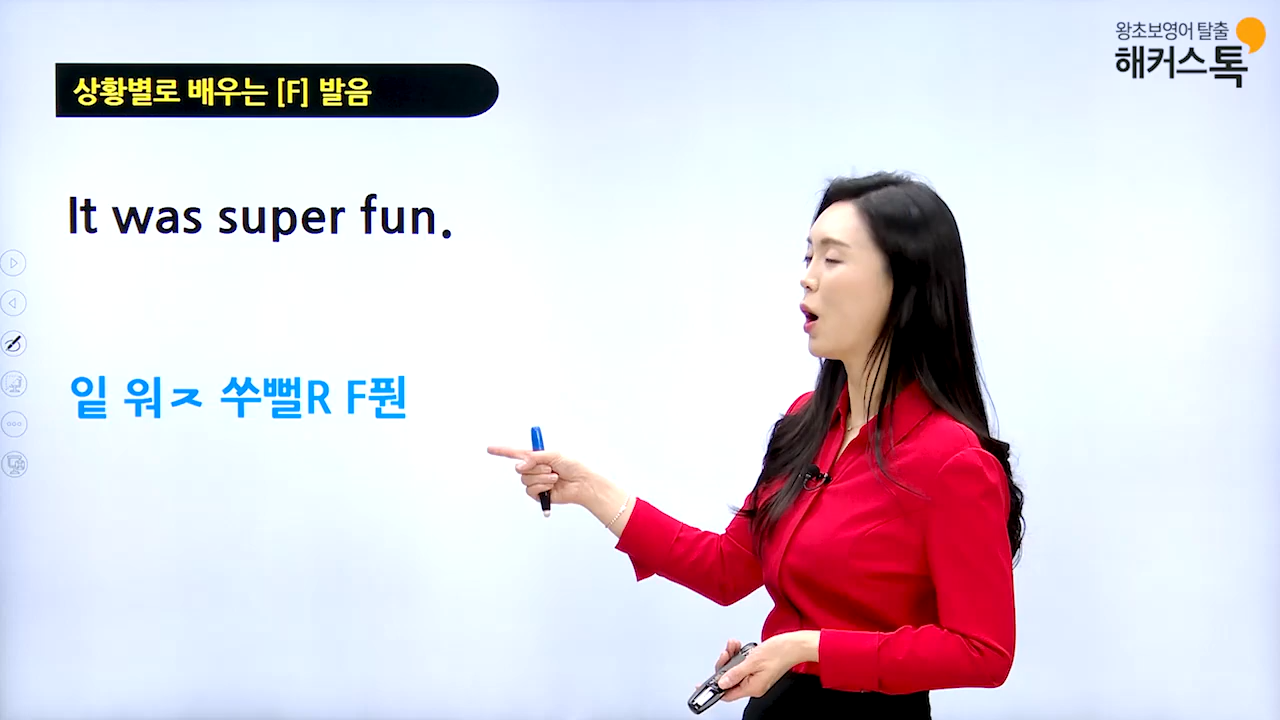 왕초보영어 탈출
해커스톡
상황별로 배우는 [F] 발음
It was super fun.
잍 워ㅈ 쑤뻘R F풘